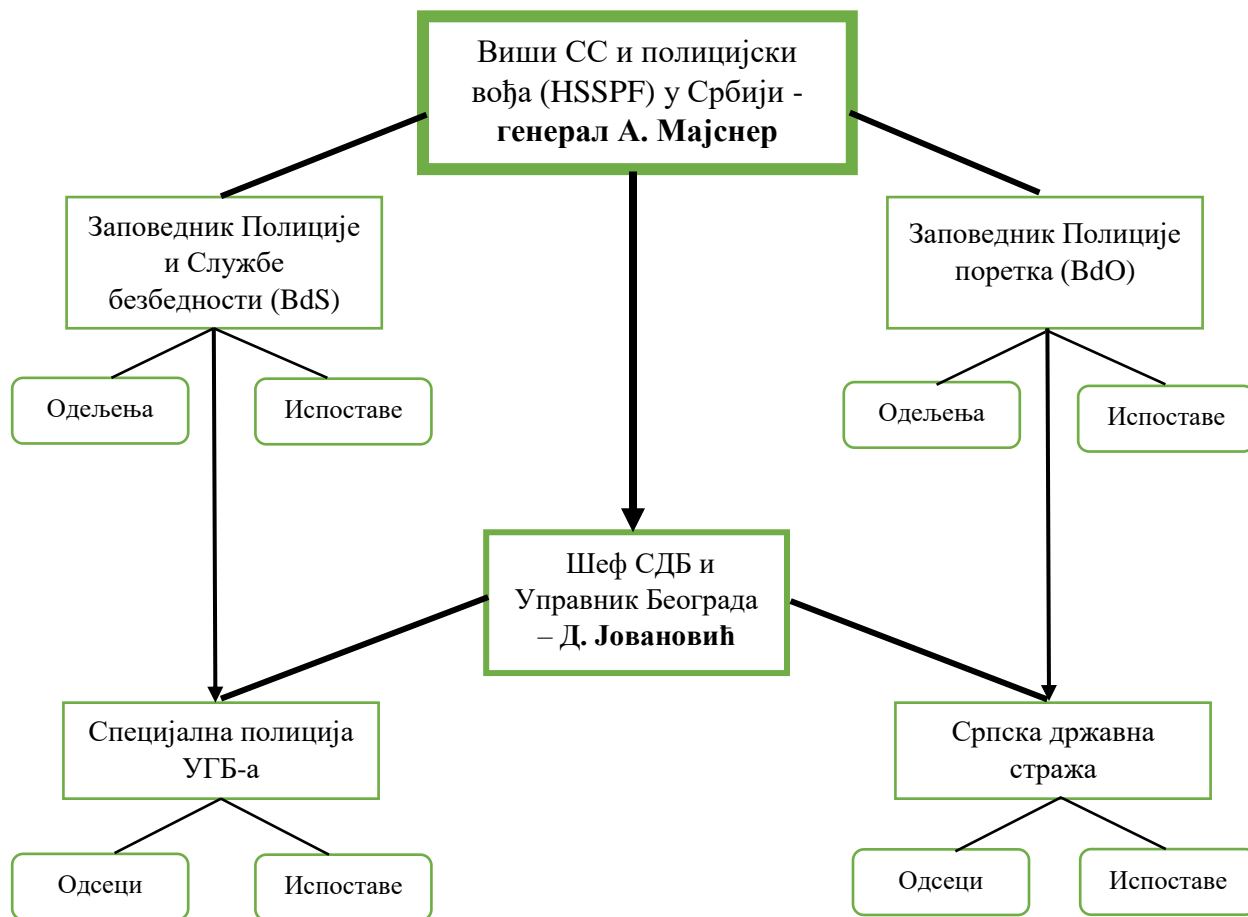 Виши СС и полицијски
вођа (HSSPF) у Србији -
генерал А. Мајснер
Заповедник Полиције
и Службе
безбедности (BdS)
Заповедник Полиције
поретка (BdO)
Одељења
Испоставе
Одељења
Испоставе
Шеф СДБ и
Управник Београда
– Д. Јовановић
Специјална полиција
УГБ-а
Српска државна
стража
Одсеци
Испоставе
Одсеци
Испоставе